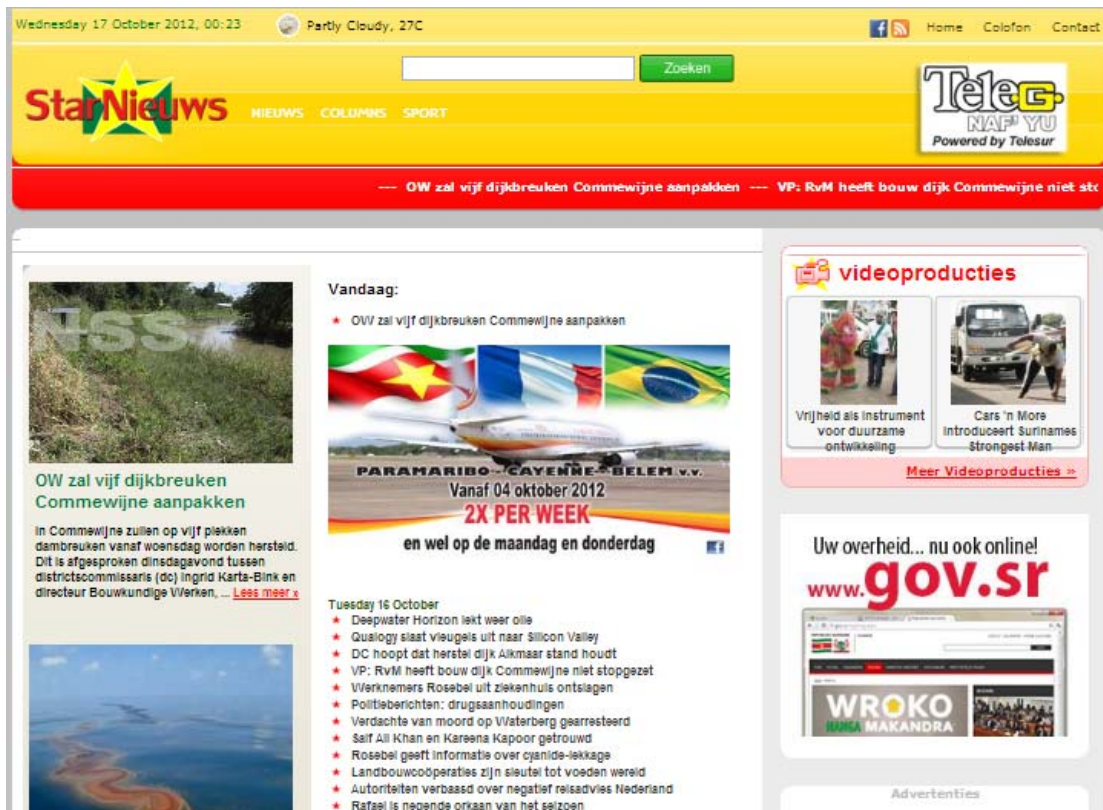 Wednesday 17 October 2012, 00:23
Partly Cloudy, 27C
Home Colofon Contact
Zoeken
StarNieuws
NIEUWS COLUMNS SPORT
TeleG
NAF' YU
Powered by Telesur
--- OW zal vijf dijkbreuken Commewijne aanpakken --- VP: RvM heeft bouw dijk Commewijne niet sto
NSS
OW zal vijf dijkbreuken
Commewijne aanpakken
In Commewijne zullen op vijf plekken
dambreuken vanaf woensdag worden hersteld.
Dit is afgesproken dinsdagavond tussen
districtscommissaris (dc) Ingrid Karta-Bink en
directeur Bouwkundige Werken, ... Lees meer »
Vandaag:
OW zal vijf dijkbreuken Commewijne aanpakken
PARAMARIBO - CAYENNE - BELEM v.v.
Vanaf 04 oktober 2012
2X PER WEEK
en wel op de maandag en donderdag
Tuesday 16 October
Deepwater Horizon lekt weer olie
Qualogy slaat vleugels uit naar Silicon Valley
DC hoopt dat herstel dijk Alkmaar stand houdt
VP: RvM heeft bouw dijk Commewijne niet stopgezet
Werknemers Rosebel uit ziekenhuis ontslagen
Politieberichten: drugsaanhoudingen
Verdachte van moord op Waterberg gearresteerd
Saif Ali Khan en Kareena Kapoor getrouwd
Rosebel geeft informatie over cyanide-lekkage
Landbouwcoöperaties zijn sleutel tot voeden wereld
Autoriteiten verbaasd over negatief reisadvies Nederland
Rafael is negende orkaan van het seizoen
videoproducties
Vrijheid als instrument
voor duurzame
ontwikkeling
Cars 'n More
introduceert Surinames
Strongest Man
Meer Videoproducties »
Uw overheid... nu ook online!
www.gov.sr
WROKO
NANGA MAKANDRA
Advertenties